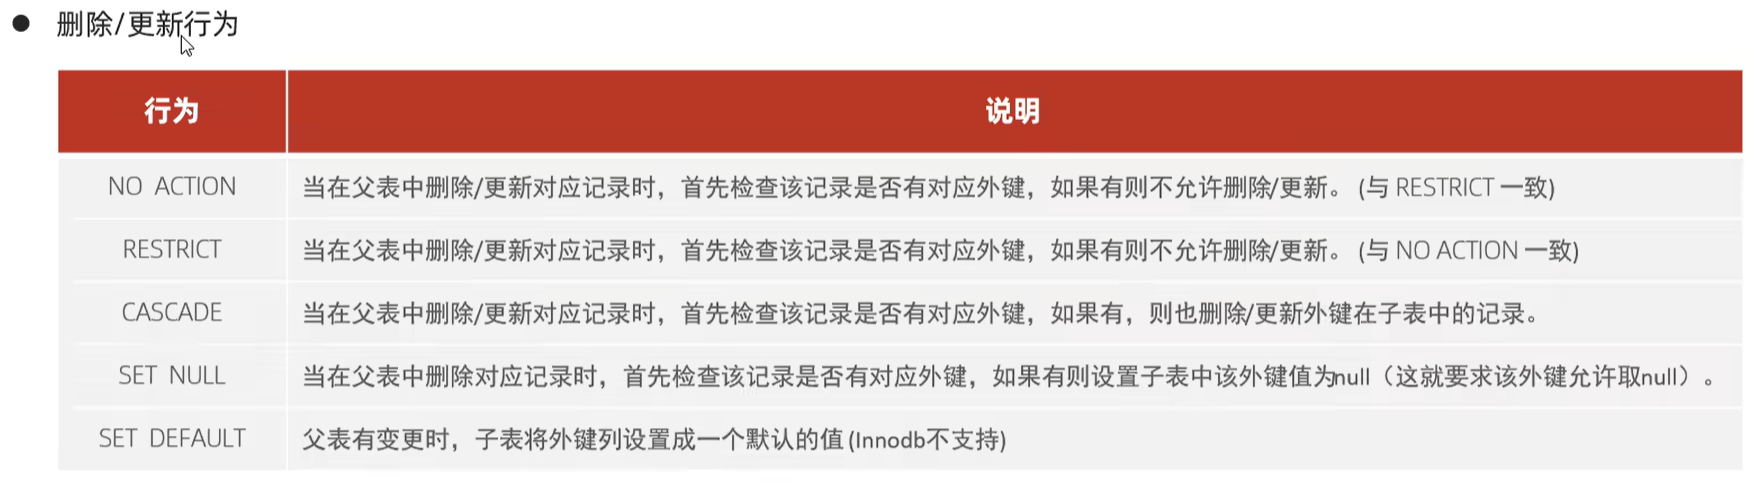 ● 删除/更新行为
行为 说明
NO ACTION 当在父表中删除/更新对应记录时，首先检查该记录是否有对应外键，如果有则不允许删除/更新。 (与 RESTRICT 一致)
RESTRICT 当在父表中删除/更新对应记录时，首先检查该记录是否有对应外键，如果有则不允许删除/更新。 (与 NO ACTION 一致)
CASCADE 当在父表中删除/更新对应记录时，首先检查该记录是否有对应外键，如果有，则也删除/更新外键在子表中的记录。
SET NULL 当在父表中删除对应记录时，首先检查该记录是否有对应外键，如果有则设置子表中该外键值为null（这就要求该外键允许取null）。
SET DEFAULT 父表有变更时，子表将外键列设置成一个默认的值 (Innodb不支持)